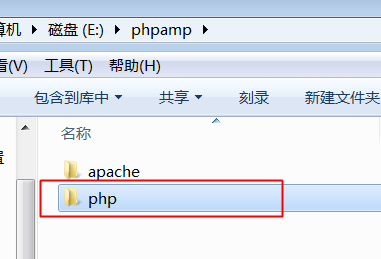 算机 ▸ 磁盘 (E:) ▸ phpamp ▸
看(V) 工具(T) 帮助(H)
包含到库中 共享 刻录 新建文件夹
名称
apache
置
php